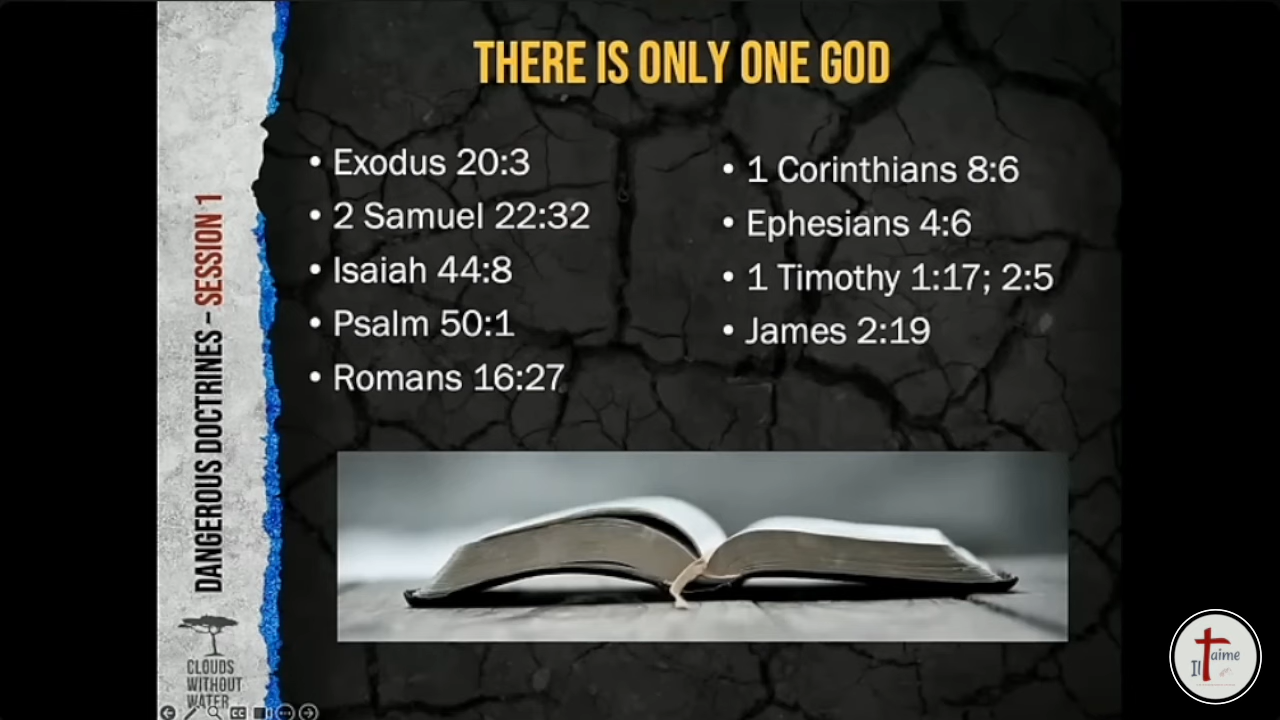 THERE IS ONLY ONE GOD
• Exodus 20:3
• 2 Samuel 22:32
• Isaiah 44:8
• Psalm 50:1
• Romans 16:27
• 1 Corinthians 8:6
• Ephesians 4:6
• 1 Timothy 1:17; 2:5
• James 2:19
DANGEROUS DOCTRINES - SESSION 1
CLOUDS
WITHOUT
WATER
CC
Il t'aime